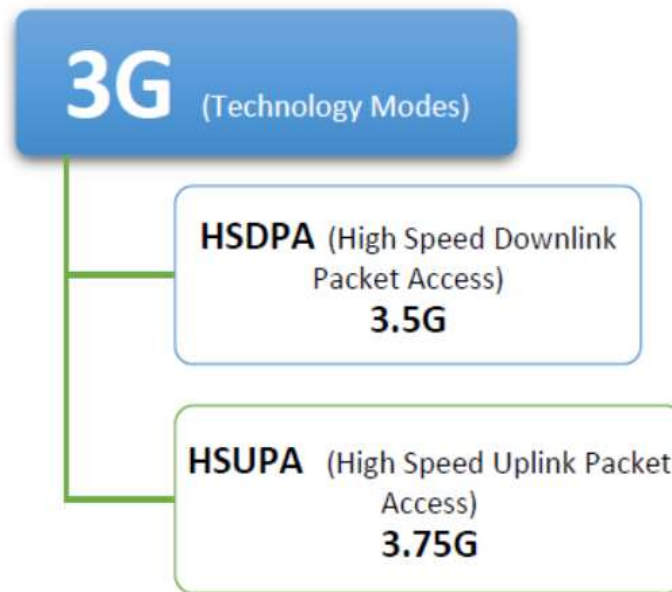 3G (Technology Modes)
HSDPA (High Speed Downlink
Packet Access)
3.5G
HSUPA (High Speed Uplink Packet
Access)
3.75G